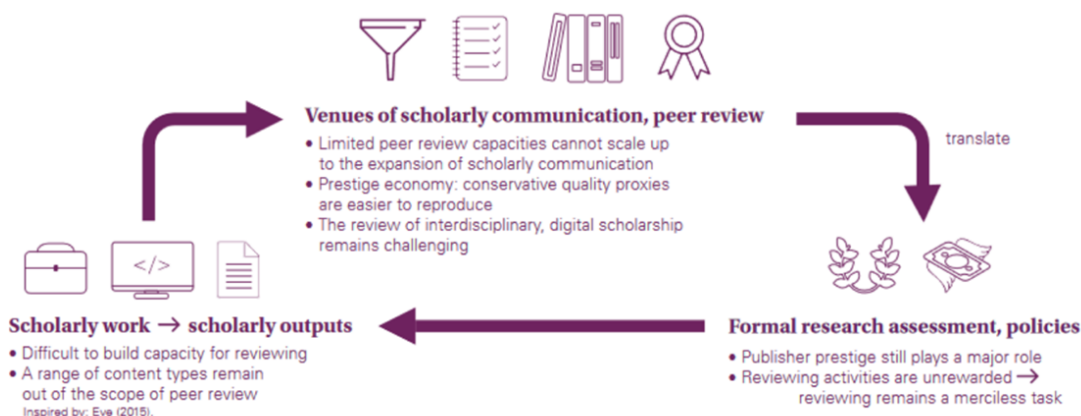 Venues of scholarly communication, peer review
• Limited peer review capacities cannot scale up
to the expansion of scholarly communication
• Prestige economy: conservative quality proxies
are easier to reproduce
• The review of interdisciplinary, digital scholarship
remains challenging
translate
</>
Scholarly work → scholarly outputs
• Difficult to build capacity for reviewing
• A range of content types remain
out of the scope of peer review
Inspired by: Eve (2015).
Formal research assessment, policies
• Publisher prestige still plays a major role
• Reviewing activities are unrewarded →
reviewing remains a merciless task